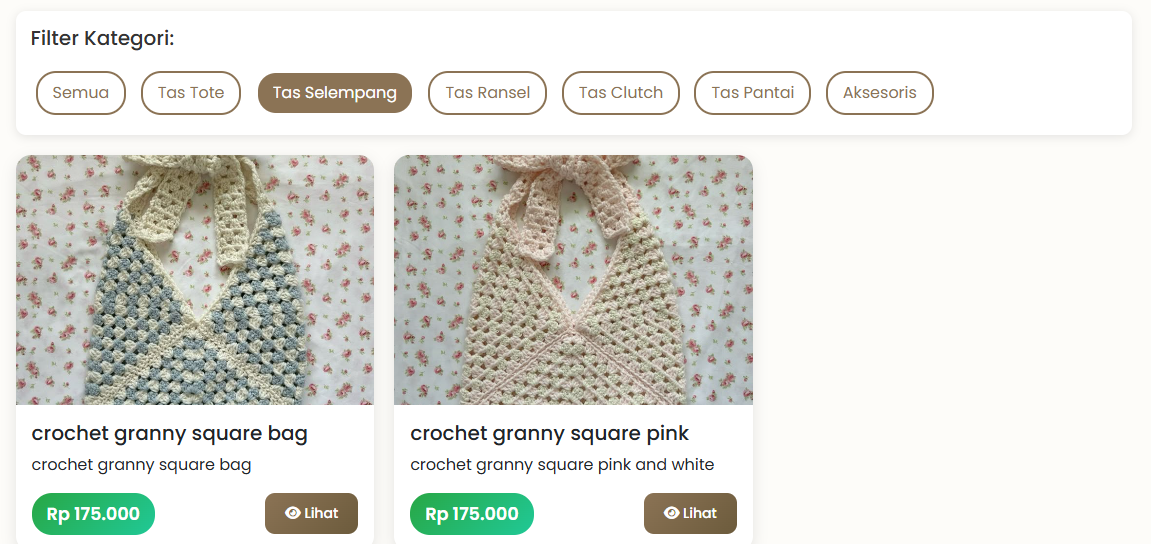 Filter Kategori:
Semua Tas Tote Tas Selempang Tas Ransel Tas Clutch Tas Pantai Aksesoris
crochet granny square bag
crochet granny square bag
Rp 175.000 Lihat
crochet granny square pink
crochet granny square pink and white
Rp 175.000 Lihat